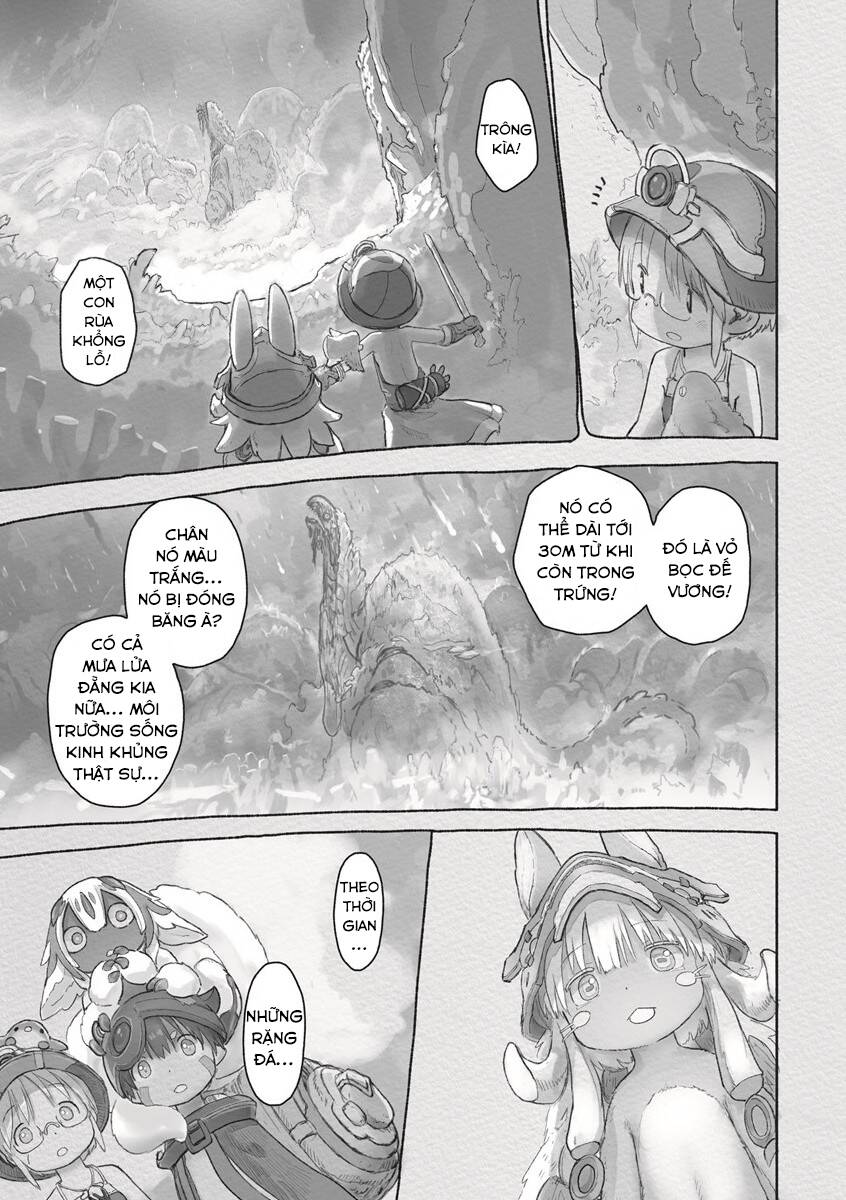 TRÔNG
KÌA!
MỘT
CON
RÙA
KHỔNG
LỒ!
ĐÓ LÀ VỎ
BỌC ĐẾ
VƯƠNG!
NÓ CÓ
THỂ DÀI TỚI
30M TỪ KHI
CÒN TRONG
TRỨNG!
CHÂN
NÓ MÀU
TRẮNG...
NÓ BỊ ĐÓNG
BĂNG À?
CÓ CẢ
MƯA LỬA
ĐẰNG KIA
NỮA... MÔI
TRƯỜNG SỐNG
KINH KHỦNG
THẬT SỰ...
THEO
THỜI
GIAN
...
NHỮNG
RẶNG
ĐÁ...